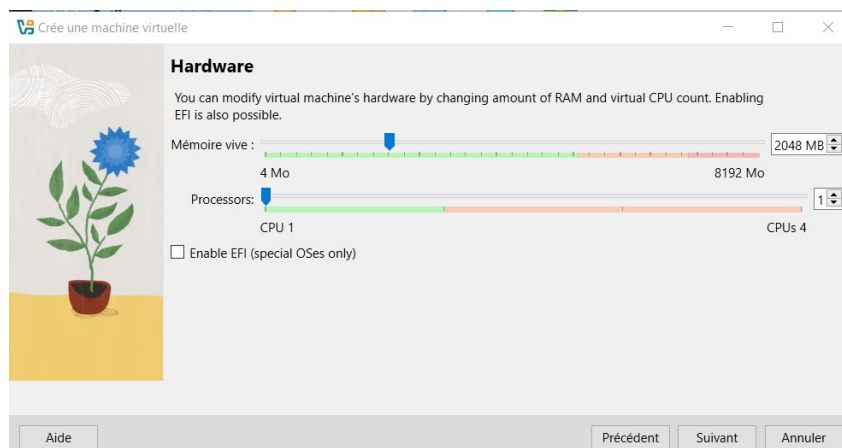 Crée une machine virtuelle
Hardware
You can modify virtual machine's hardware by changing amount of RAM and virtual CPU count. Enabling
EFI is also possible.
Mémoire vive :
2048 MB
4 Mo 8192 Mo
Processors:
1
CPU 1 CPUs 4
Enable EFI (special OSes only)
Aide Précédent Suivant Annuler